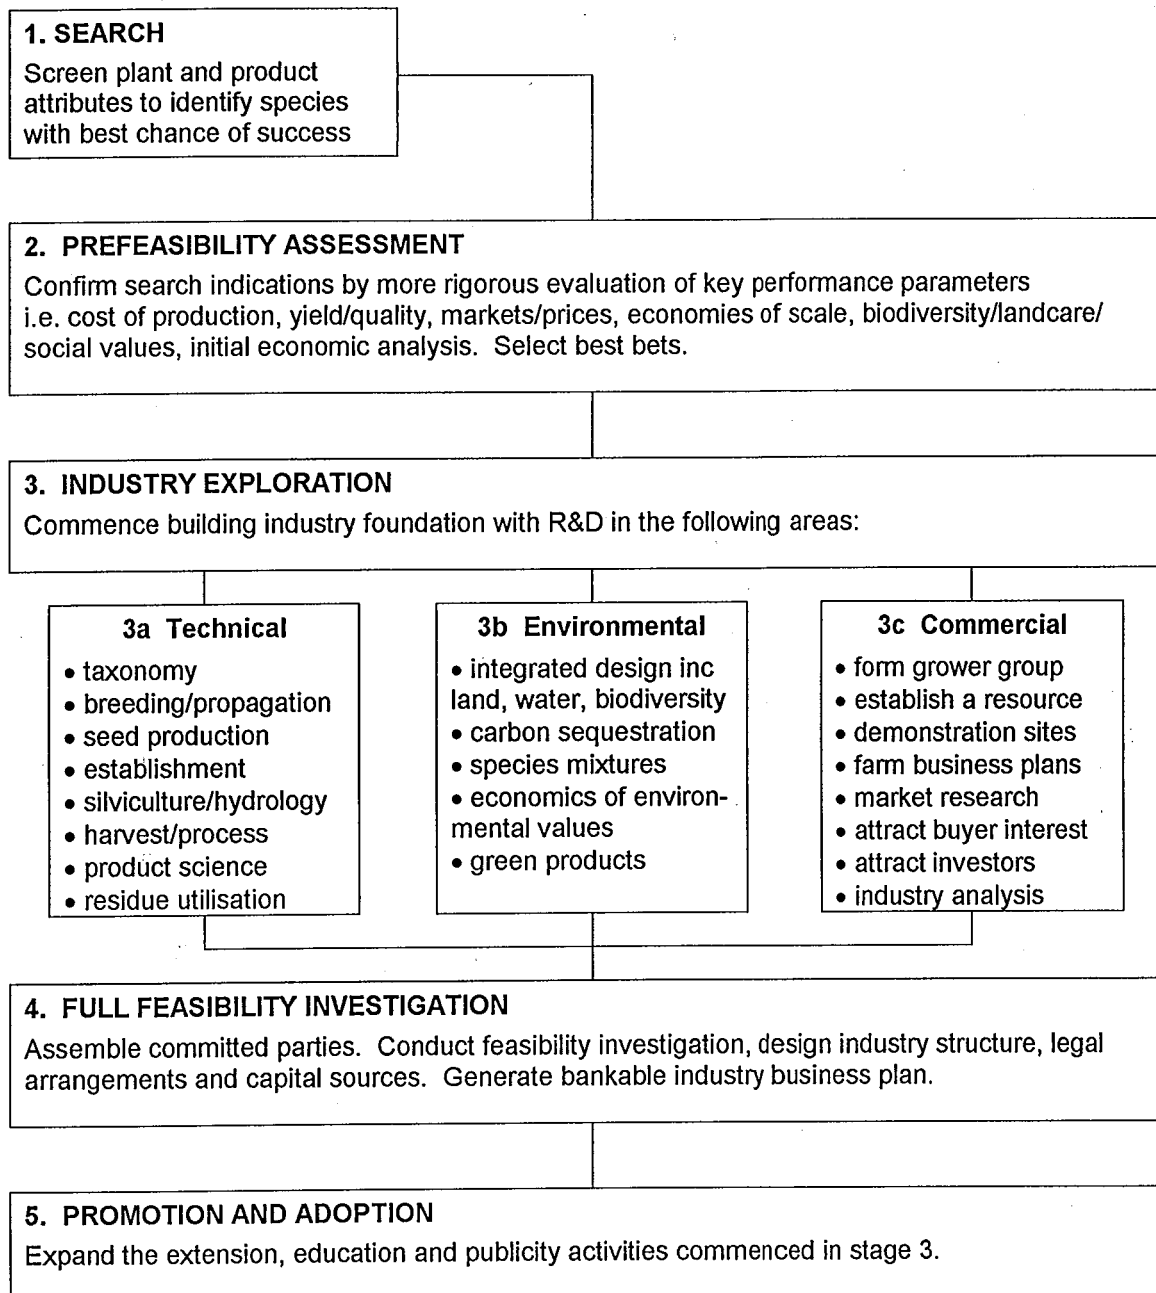 1. SEARCH
Screen plant and product
attributes to identify species
with best chance of success
2. PREFEASIBILITY ASSESSMENT
Confirm search indications by more rigorous evaluation of key performance parameters
i.e. cost of production, yield/quality, markets/prices, economies of scale, biodiversity/landcare/
social values, initial economic analysis. Select best bets.
3. INDUSTRY EXPLORATION
Commence building industry foundation with R&D in the following areas:
3a Technical
• taxonomy
• breeding/propagation
• seed production
• establishment
• silviculture/hydrology
• harvest/process
• product science
• residue utilisation
3b Environmental
• integrated design inc
land, water, biodiversity
• carbon sequestration
• species mixtures
• economics of environ-
mental values
• green products
3c Commercial
• form grower group
• establish a resource
• demonstration sites
• farm business plans
• market research
• attract buyer interest
• attract investors
• industry analysis
4. FULL FEASIBILITY INVESTIGATION
Assemble committed parties. Conduct feasibility investigation, design industry structure, legal
arrangements and capital sources. Generate bankable industry business plan.
5. PROMOTION AND ADOPTION
Expand the extension, education and publicity activities commenced in stage 3.